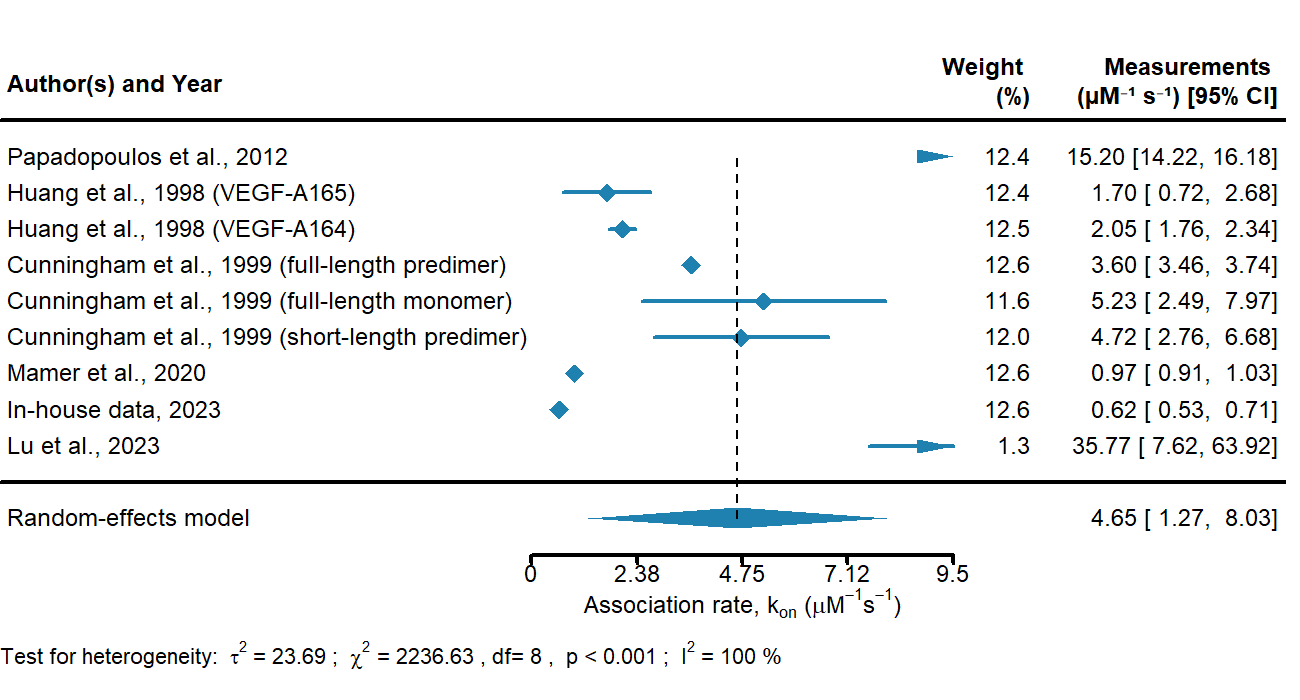 Author(s) and Year Weight (%) Measurements (µM⁻¹ s⁻¹) [95% CI]
Papadopoulos et al., 2012 12.4 15.20 [14.22, 16.18]
Huang et al., 1998 (VEGF-A165) 12.4 1.70 [ 0.72, 2.68]
Huang et al., 1998 (VEGF-A164) 12.5 2.05 [ 1.76, 2.34]
Cunningham et al., 1999 (full-length predimer) 12.6 3.60 [ 3.46, 3.74]
Cunningham et al., 1999 (full-length monomer) 11.6 5.23 [ 2.49, 7.97]
Cunningham et al., 1999 (short-length predimer) 12.0 4.72 [ 2.76, 6.68]
Mamer et al., 2020 12.6 0.97 [ 0.91, 1.03]
In-house data, 2023 12.6 0.62 [ 0.53, 0.71]
Lu et al., 2023 1.3 35.77 [ 7.62, 63.92]
Random-effects model 4.65 [ 1.27, 8.03]
0 2.38 4.75 7.12 9.5
Association rate, kₒₙ (µM⁻¹s⁻¹)
Test for heterogeneity: τ² = 23.69 ; χ² = 2236.63 , df= 8 , p < 0.001 ; I² = 100 %